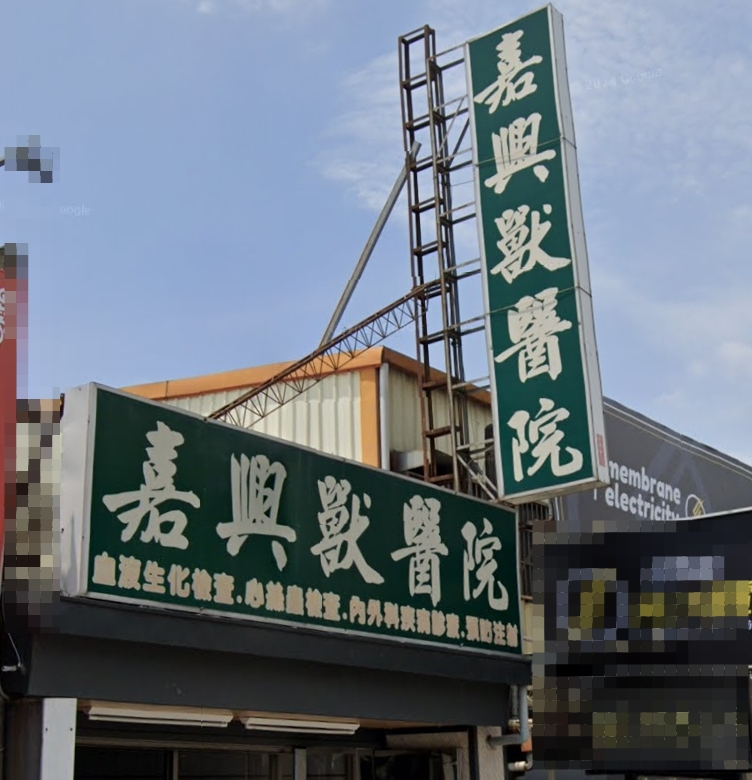 嘉興獸醫院
嘉興獸醫院
血液生化檢查.心絲蟲檢查.內外科疾病診察.預防注射
membrane
electricity